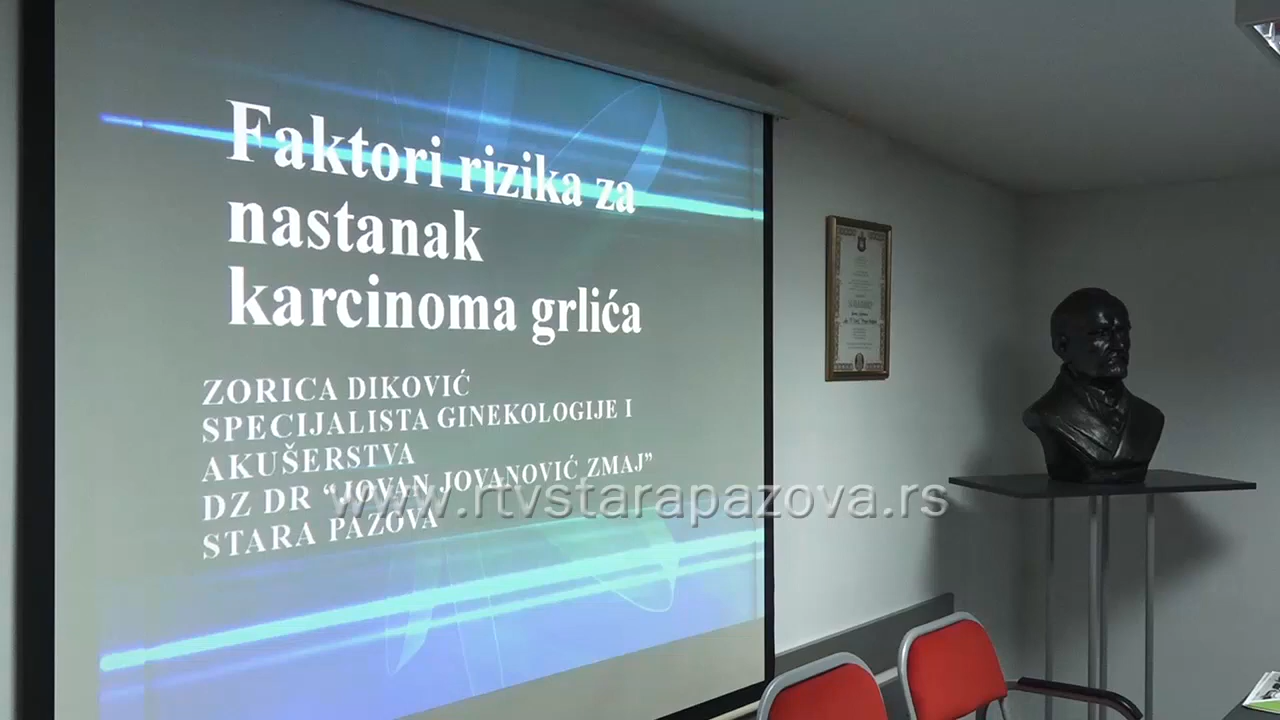 Faktori rizika za
nastanak
karcinoma grlića
ZORICA DIKOVIĆ
SPECIJALISTA GINEKOLOGIJE I
AKUŠERSTVA
DZ DR “JOVAN JOVANOVIĆ ZMAJ”
STARA PAZOVA
www.rtvstarapazova.rs